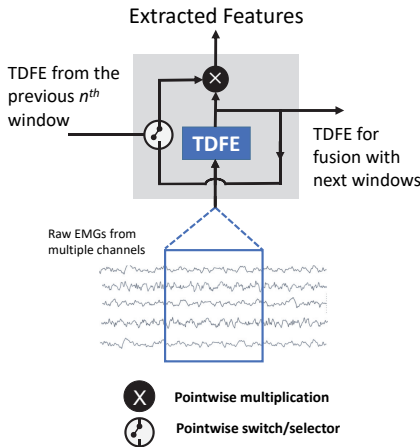 Extracted Features
TDFE from the
previous nth
window
X
TDFE
TDFE for
fusion with
next windows
Raw EMGs from
multiple channels
X
Pointwise multiplication
Pointwise switch/selector